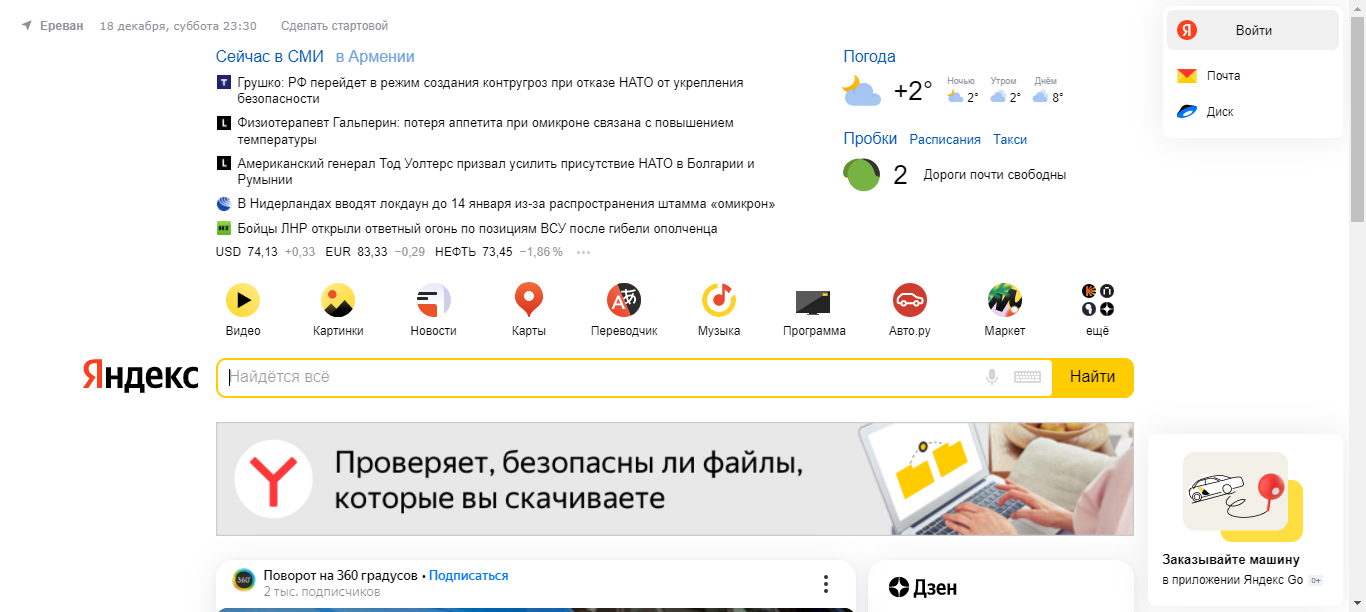 Ереван 18 декабря, суббота 23:30 Сделать стартовой
Войти
Почта
Диск
Сейчас в СМИ в Армении
Грушко: РФ перейдет в режим создания контругроз при отказе НАТО от укрепления
безопасности
Физиотерапевт Гальперин: потеря аппетита при омикроне связана с повышением
температуры
Американский генерал Тод Уолтерс призвал усилить присутствие НАТО в Болгарии и
Румынии
В Нидерландах вводят локдаун до 14 января из-за распространения штамма «омикрон»
Бойцы ЛНР открыли ответный огонь по позициям ВСУ после гибели ополченца
USD 74,13 +0,33 EUR 83,33 −0,29 НЕФТЬ 73,45 −1,86 % ···
Погода
+2° Ночью 2° Утром 2° Днём 8°
Пробки Расписания Такси
2 Дороги почти свободны
Видео Картинки Новости Карты Переводчик Музыка Программа Авто.ру Маркет ещё
Яндекс Найдётся всё Найти
Проверяет, безопасны ли файлы,
которые вы скачиваете
Заказывайте машину
в приложении Яндекс Go 0+
360°
Поворот на 360 градусов • Подписаться
2 тыс. подписчиков
Дзен